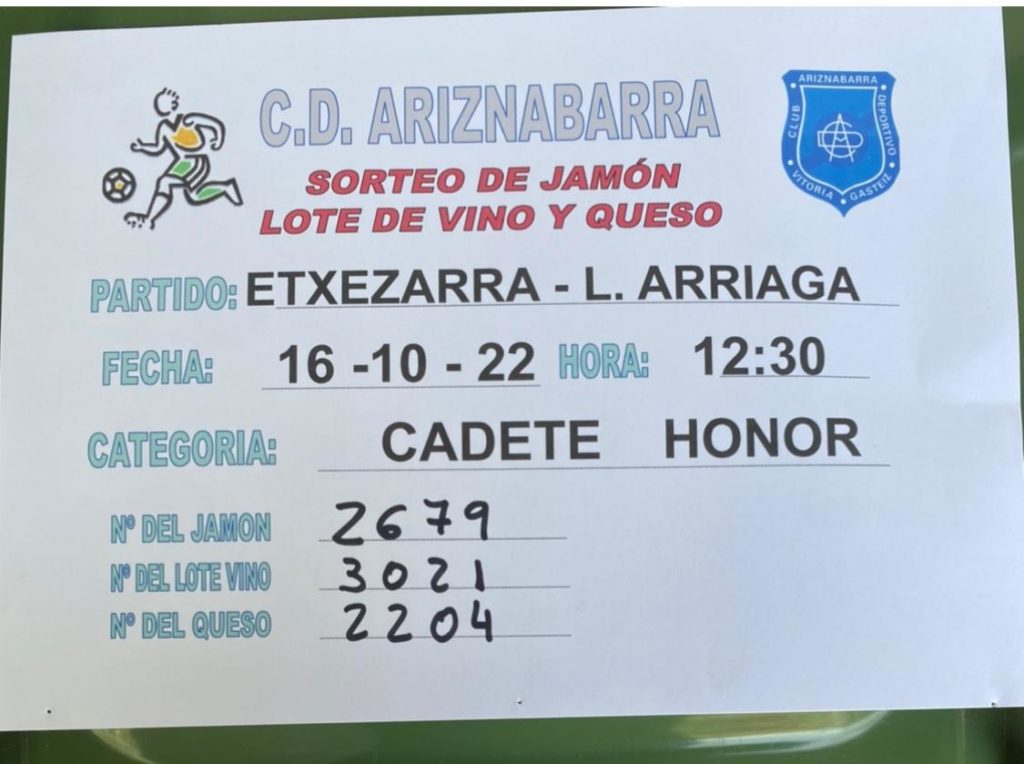 C.D. ARIZNABARRA
SORTEO DE JAMÓN
LOTE DE VINO Y QUESO
ARIZNABARRA
CLUB
DEPORTIVO
VITORIA GASTEIZ
PARTIDO: ETXEZARRA - L. ARRIAGA
FECHA: 16 -10 - 22 HORA: 12:30
CATEGORIA: CADETE HONOR
Nº DEL JAMON 2679
Nº DEL LOTE VINO 3021
Nº DEL QUESO 2204